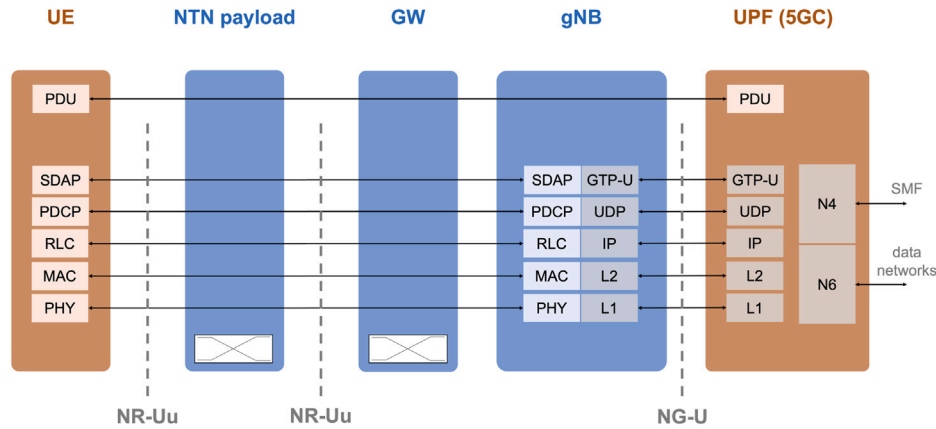 UE NTN payload GW gNB UPF (5GC)
PDU PDU
SDAP SDAP GTP-U GTP-U
PDCP PDCP UDP UDP N4 SMF
RLC RLC IP IP
data
networks
MAC MAC L2 L2 N6
PHY PHY L1 L1
NR-Uu NR-Uu NG-U